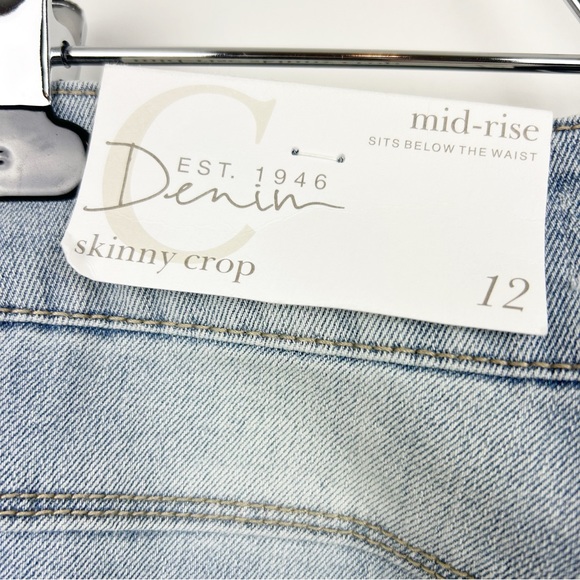 C
mid-rise
SITS BELOW THE WAIST
EST. 1946
Denim
skinny crop
12